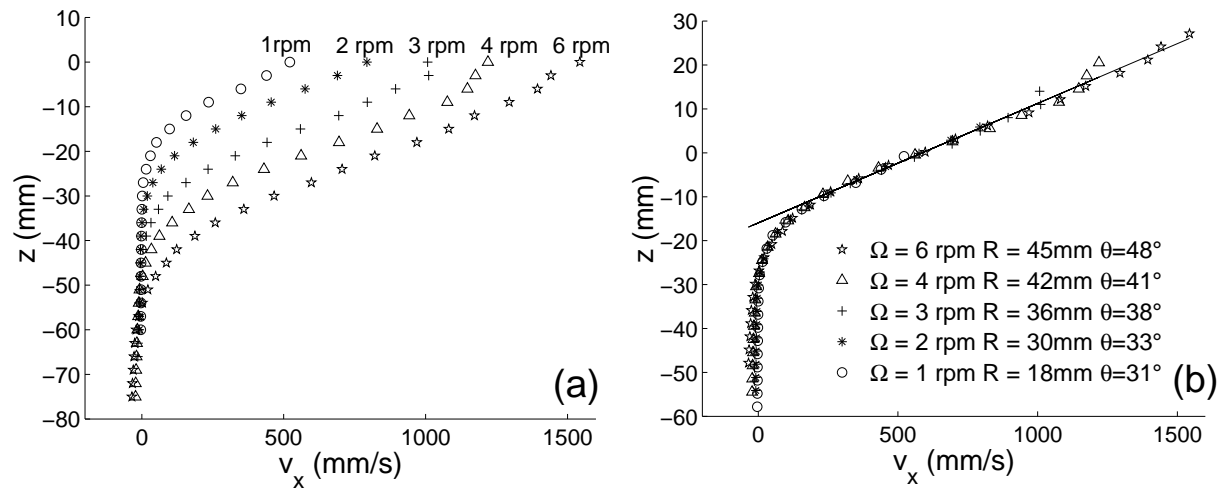 10
0
−10
−20
−30
−40
−50
−60
−70
−80
z (mm)
1rpm 2 rpm 3 rpm 4 rpm 6 rpm
(a)
0 500 1000 1500
v_x (mm/s)
30
20
10
0
−10
−20
−30
−40
−50
−60
z (mm)
Ω = 6 rpm R = 45mm θ=48°
Ω = 4 rpm R = 42mm θ=41°
Ω = 3 rpm R = 36mm θ=38°
Ω = 2 rpm R = 30mm θ=33°
Ω = 1 rpm R = 18mm θ=31°
(b)
0 500 1000 1500
v_x (mm/s)